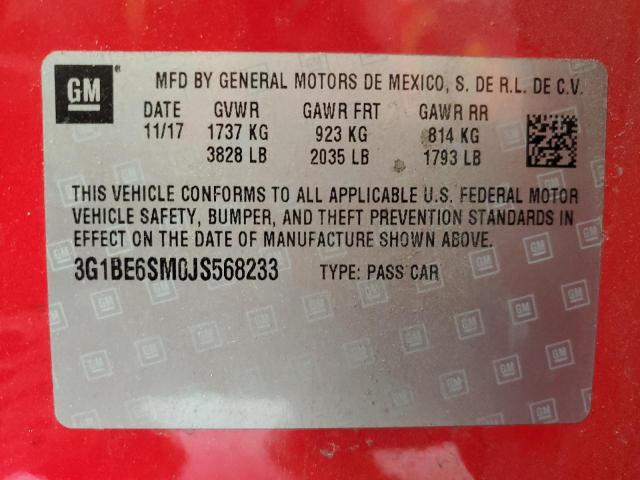 GM ®
MFD BY GENERAL MOTORS DE MEXICO, S. DE R.L. DE C.V.
DATE GVWR GAWR FRT GAWR RR
11/17 1737 KG 923 KG 814 KG
3828 LB 2035 LB 1793 LB
THIS VEHICLE CONFORMS TO ALL APPLICABLE U.S. FEDERAL MOTOR
VEHICLE SAFETY, BUMPER, AND THEFT PREVENTION STANDARDS IN
EFFECT ON THE DATE OF MANUFACTURE SHOWN ABOVE.
3G1BE6SM0JS568233 TYPE: PASS CAR